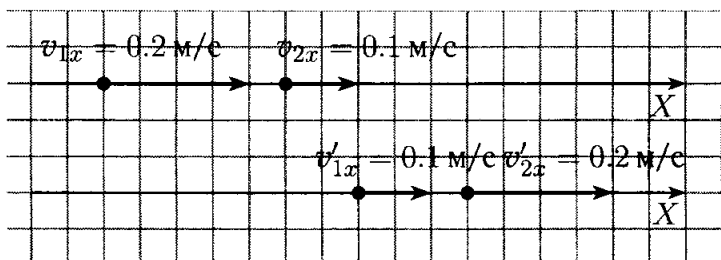 v₁ₓ = 0.2 м/с v₂ₓ = 0.1 м/с
X
v′₁ₓ = 0.1 м/с v′₂ₓ = 0.2 м/с
X